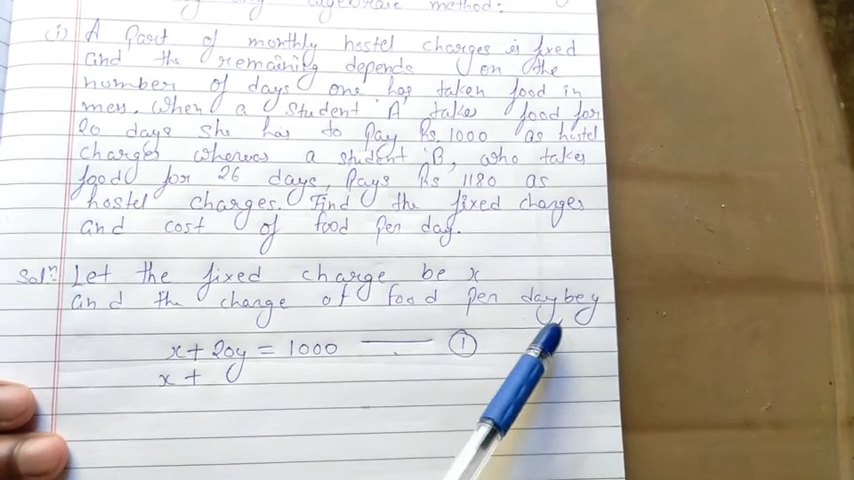 any algebraic method:
(i) A part of monthly hostel charges is fixed
and the remaining depends on the
number of days one has taken food in
mess. When a student 'A' takes food for
20 days she has to pay Rs 1000 as hostel
charges whereas a student 'B', who takes
food for 26 days, pays Rs 1180 as
hostel charges. Find the fixed charges
and cost of food per day.
Solⁿ: Let the fixed charge be x
and the charge of food per day be y
x + 20y = 1000 —— ①
x +